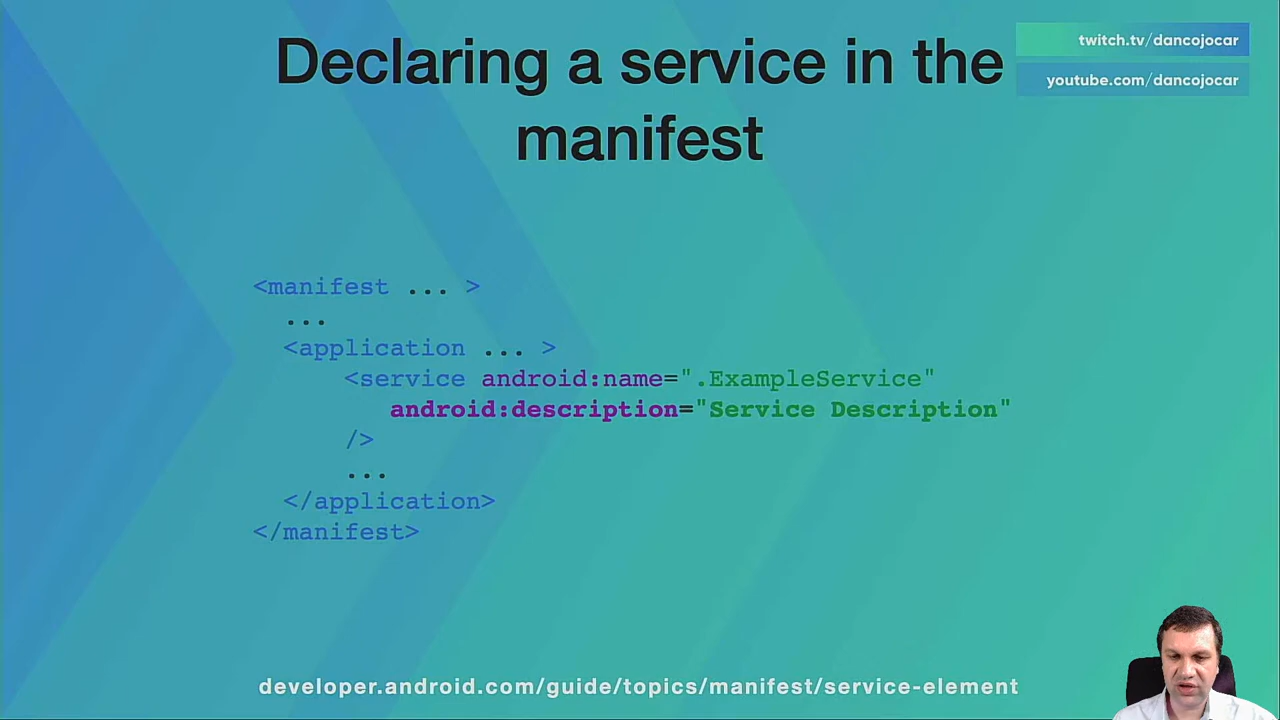 Declaring a service in the
manifest
twitch.tv/dancojocar
youtube.com/dancojocar
<manifest ... >
...
<application ... >
<service android:name=".ExampleService"
android:description="Service Description"
/>
...
</application>
</manifest>
developer.android.com/guide/topics/manifest/service-element